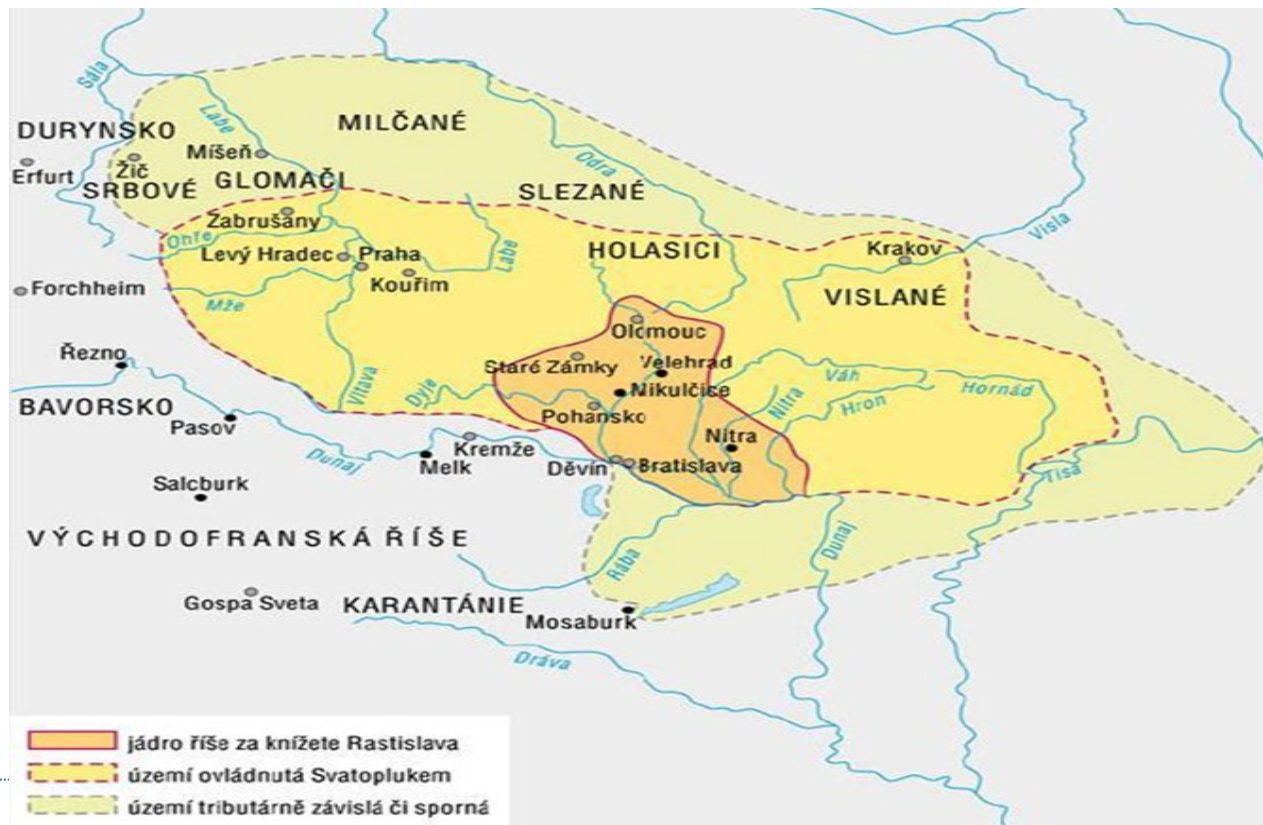 Sála
Labe
MILČANÉ
DURYNSKO
Míšeň
Odra
Žič
Erfurt
SRBOVÉ
GLOMAČI
SLEZANÉ
Žabrušany
Visla
Ohře
Levý Hradec
Praha
Labe
HOLASICI
Krakov
Kouřim
Forchheim
Mže
VISLANÉ
Olomouc
Řezno
Staré Zámky
Velehrad
Váh
Vltava
Dyje
Nikulčice
Nitra
Hron
Hornád
BAVORSKO
Pohansko
Pasov
Nitra
Kremže
Dunaj
Melk
Děvín
Bratislava
Tisa
Salcburk
VÝCHODOFRANSKÁ ŘÍŠE
Rába
Dunaj
Gospa Sveta
KARANTÁNIE
Mosaburk
Dráva
jádro říše za knížete Rastislava
území ovládnutá Svatoplukem
území tributárně závislá či sporná